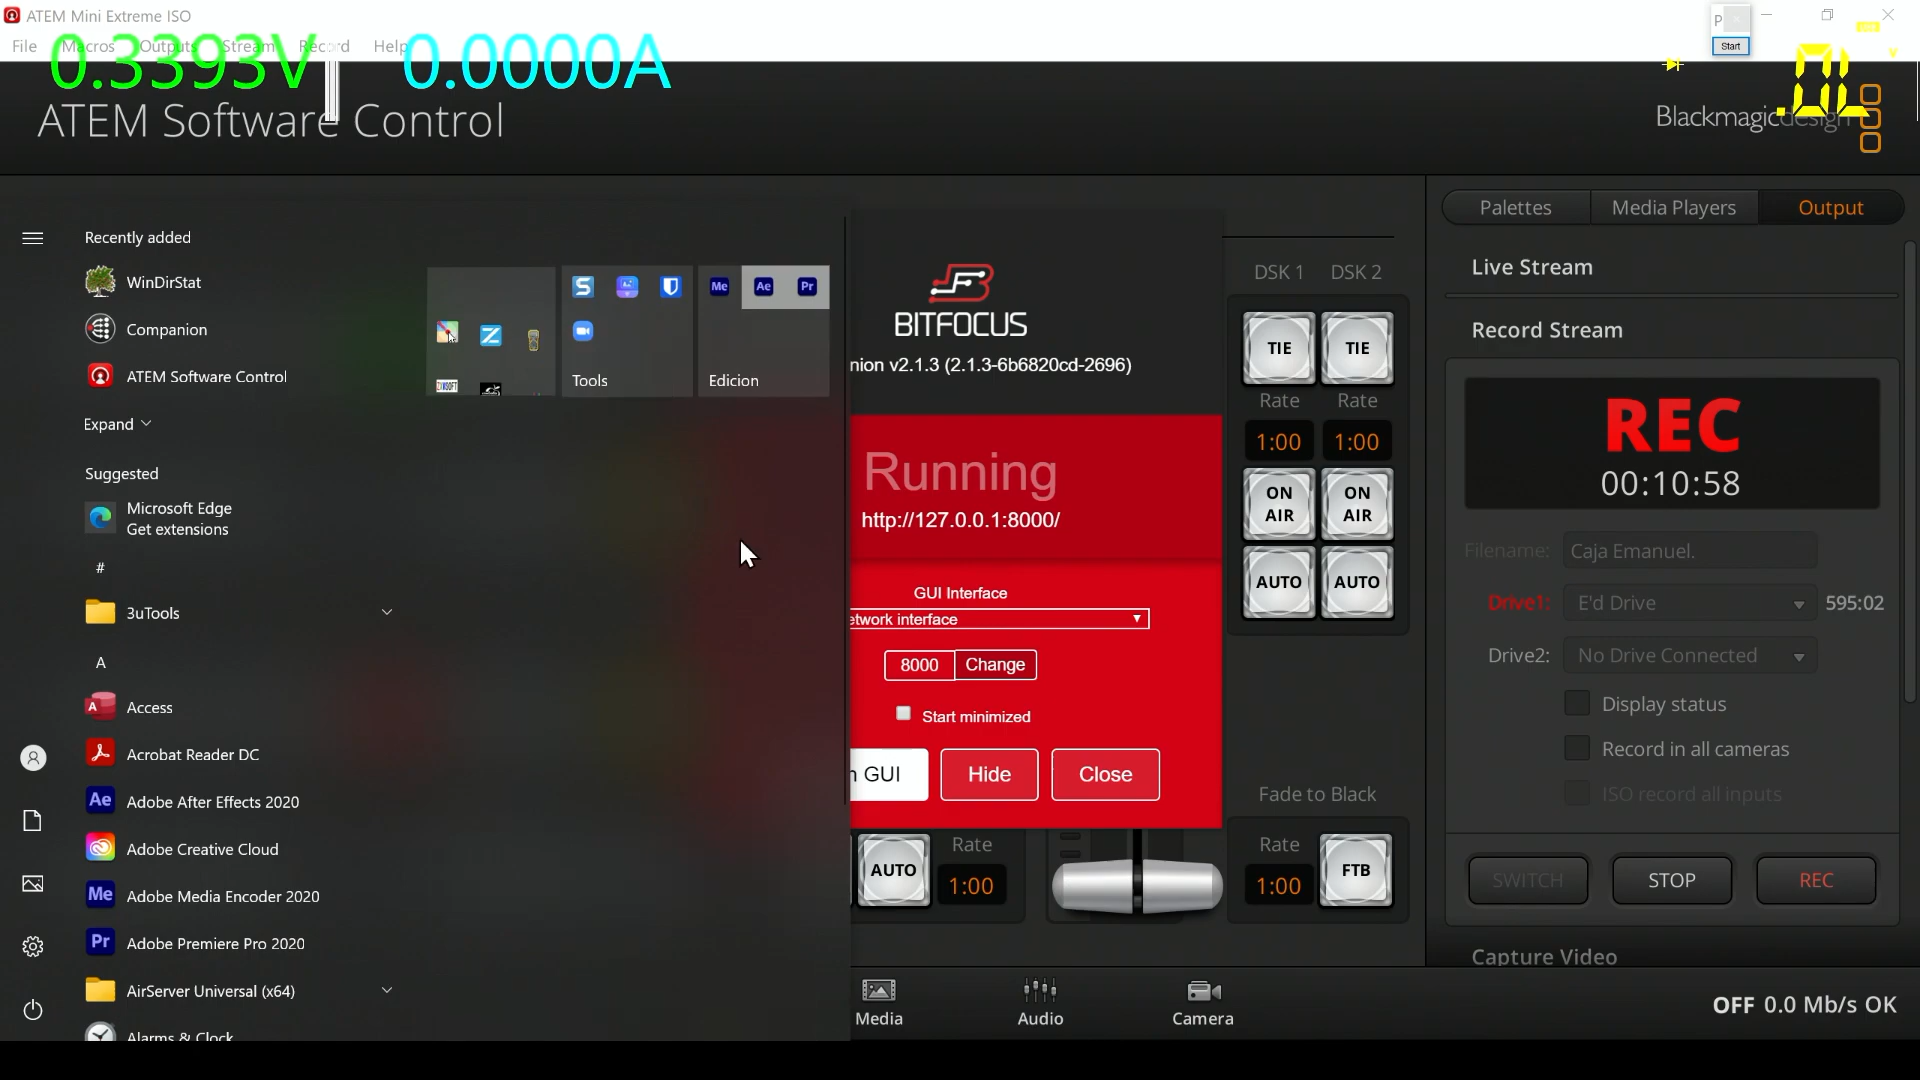 ATEM Mini Extreme ISO
File Macros Outputs Stream Record Help
0.3393V 0.0000A
P
Start
.0L
V
ATEM Software Control
Blackmagicdesign
Palettes
Media Players
Output
Recently added
WinDirStat
Companion
ATEM Software Control
Expand
Suggested
Microsoft Edge
Get extensions
#
3uTools
A
Access
Acrobat Reader DC
Adobe After Effects 2020
Adobe Creative Cloud
Adobe Media Encoder 2020
Adobe Premiere Pro 2020
AirServer Universal (x64)
Alarms & Clock
Tools
Me Ae Pr
Edicion
BITFOCUS
nion v2.1.3 (2.1.3-6b6820cd-2696)
Running
http://127.0.0.1:8000/
GUI Interface
etwork interface
8000
Change
Start minimized
h GUI
Hide
Close
DSK 1
DSK 2
TIE
TIE
Rate
Rate
1:00
1:00
ON AIR
ON AIR
AUTO
AUTO
Fade to Black
AUTO
Rate
1:00
Rate
1:00
FTB
Media
Audio
Camera
Live Stream
Record Stream
REC
00:10:58
Filename: Caja Emanuel.
Drive1: E'd Drive 595:02
Drive2: No Drive Connected
Display status
Record in all cameras
ISO record all inputs
SWITCH
STOP
REC
Capture Video
OFF 0.0 Mb/s OK